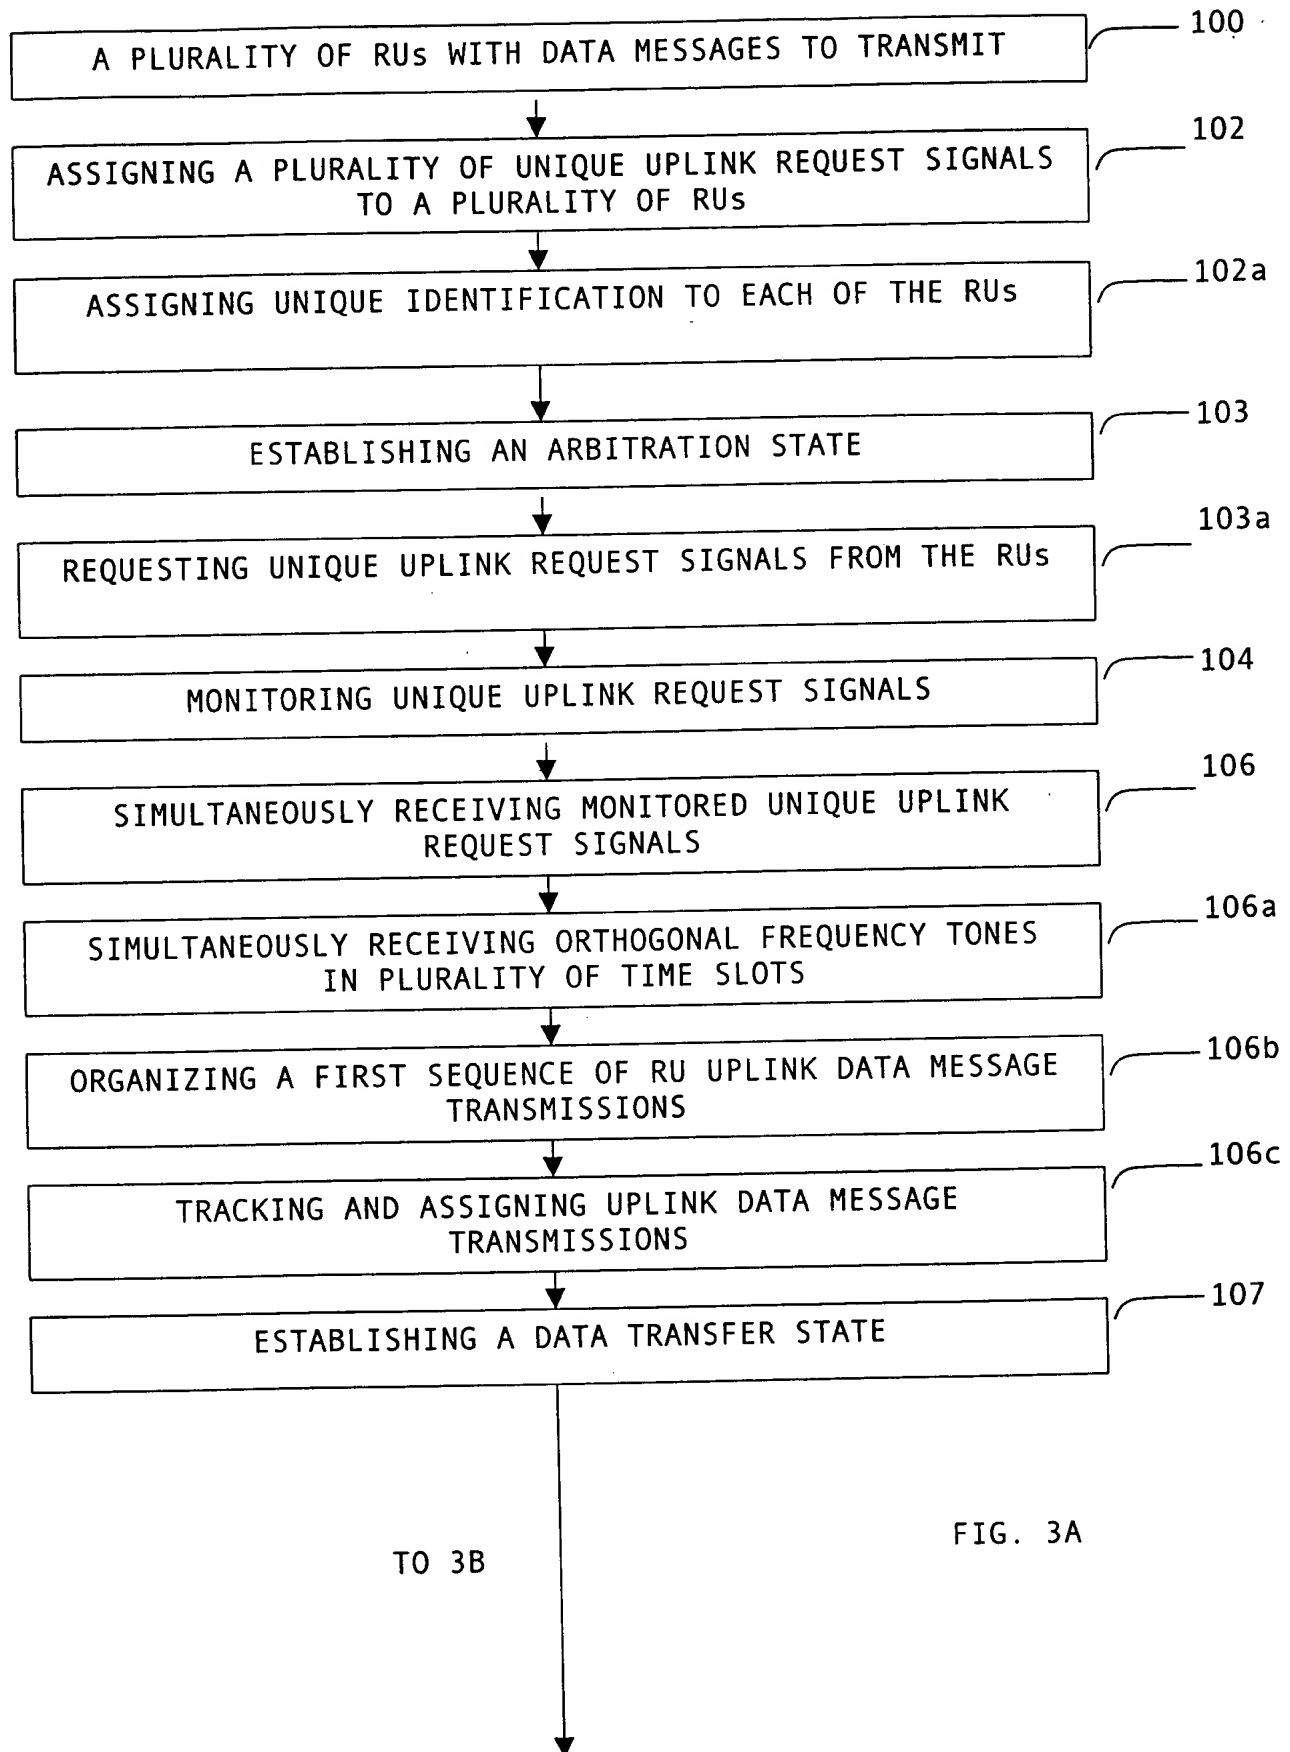 A PLURALITY OF RUs WITH DATA MESSAGES TO TRANSMIT
100
ASSIGNING A PLURALITY OF UNIQUE UPLINK REQUEST SIGNALS
TO A PLURALITY OF RUs
102
ASSIGNING UNIQUE IDENTIFICATION TO EACH OF THE RUs
102a
ESTABLISHING AN ARBITRATION STATE
103
REQUESTING UNIQUE UPLINK REQUEST SIGNALS FROM THE RUs
103a
MONITORING UNIQUE UPLINK REQUEST SIGNALS
104
SIMULTANEOUSLY RECEIVING MONITORED UNIQUE UPLINK
REQUEST SIGNALS
106
SIMULTANEOUSLY RECEIVING ORTHOGONAL FREQUENCY TONES
IN PLURALITY OF TIME SLOTS
106a
ORGANIZING A FIRST SEQUENCE OF RU UPLINK DATA MESSAGE
TRANSMISSIONS
106b
TRACKING AND ASSIGNING UPLINK DATA MESSAGE
TRANSMISSIONS
106c
ESTABLISHING A DATA TRANSFER STATE
107
TO 3B
FIG. 3A